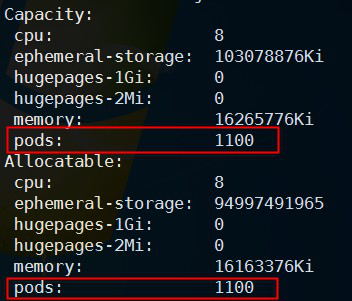 Capacity:
cpu: 8
ephemeral-storage: 103078876Ki
hugepages-1Gi: 0
hugepages-2Mi: 0
memory: 16265776Ki
pods: 1100
Allocatable:
cpu: 8
ephemeral-storage: 94997491965
hugepages-1Gi: 0
hugepages-2Mi: 0
memory: 16163376Ki
pods: 1100